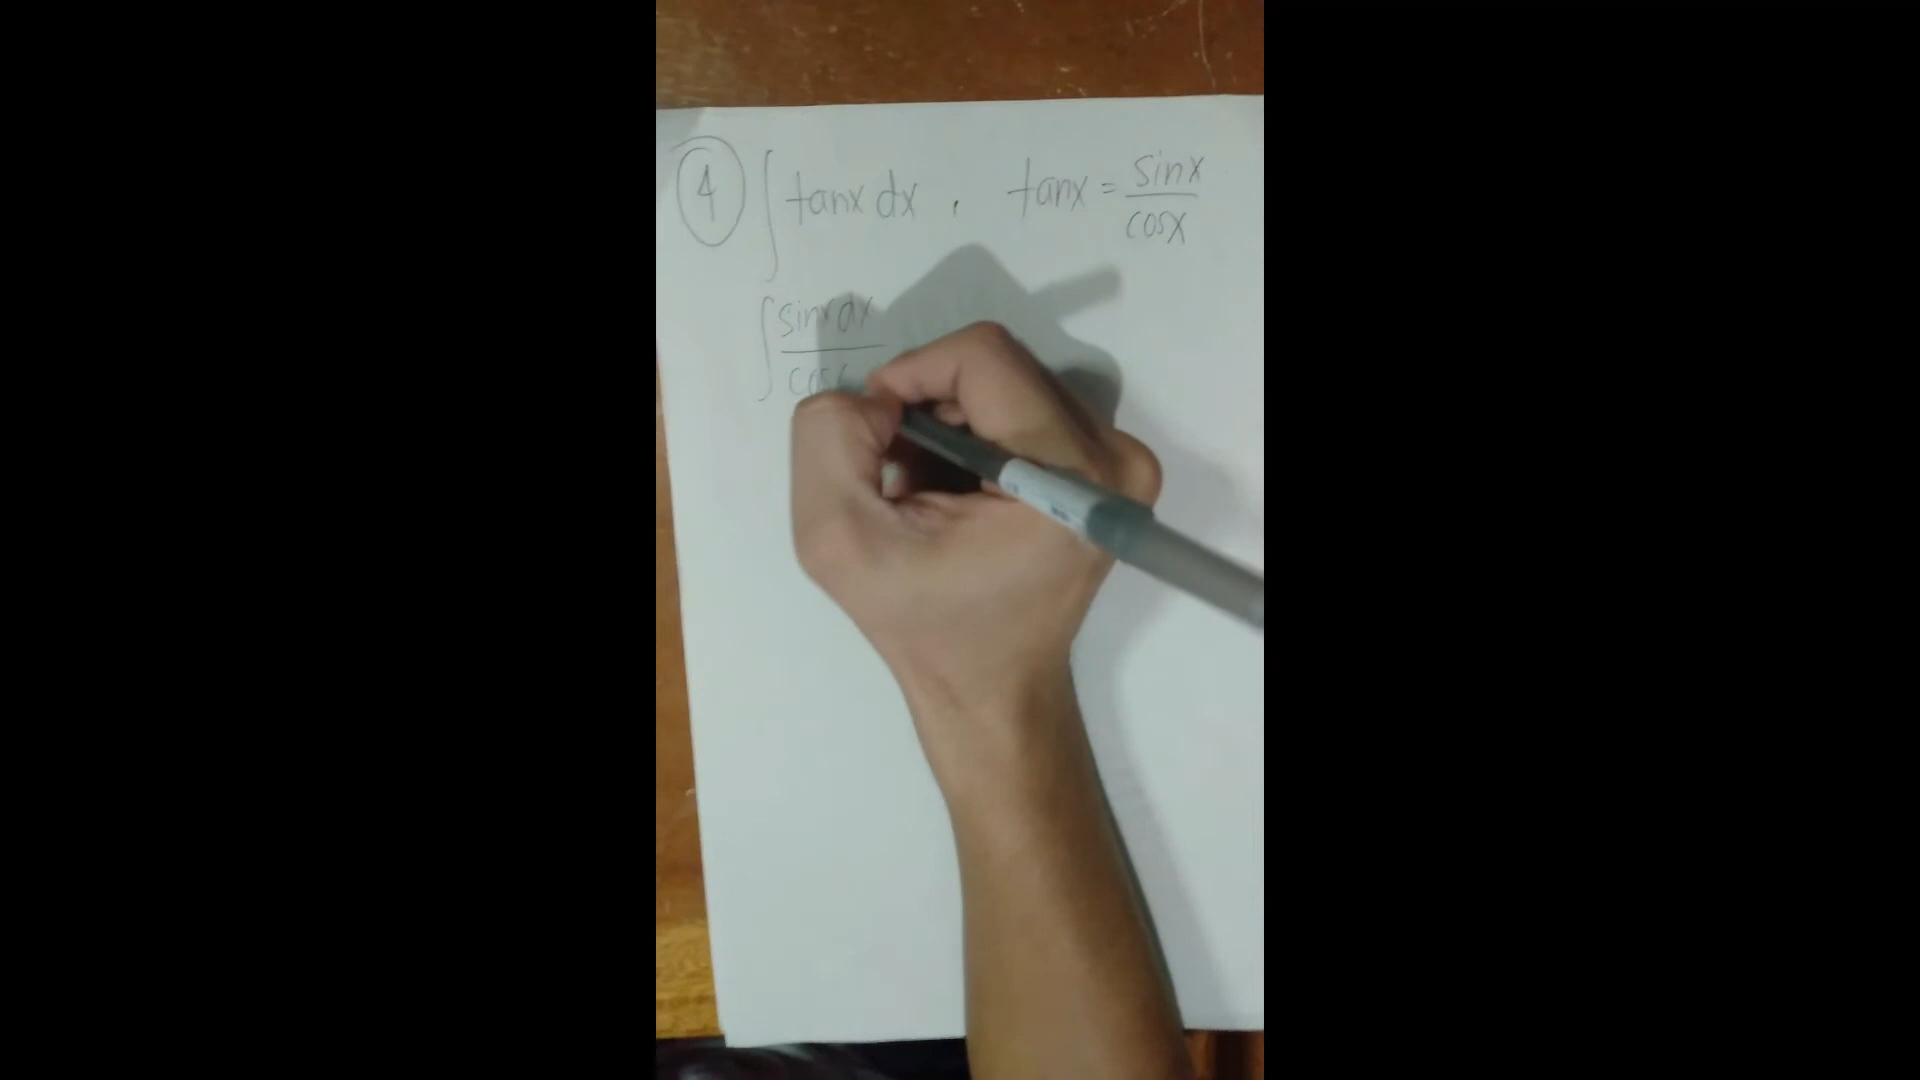 ④ ∫ tanx dx , tanx = sinx / cosx
∫ sinx dx / cos